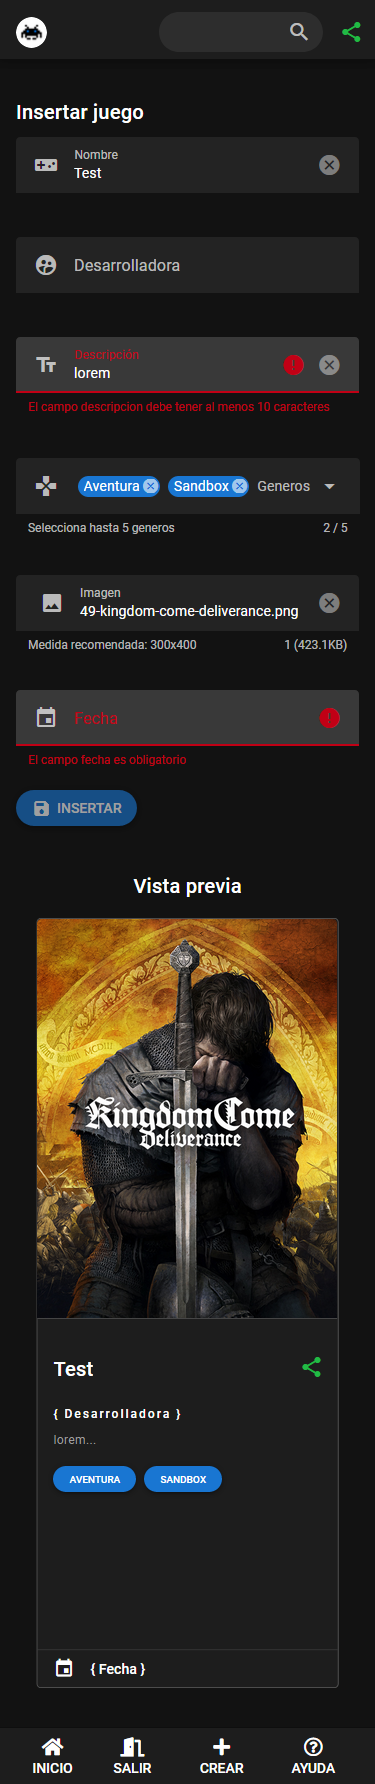 Insertar juego
Nombre
Test
Desarrolladora
Descripción
lorem
El campo descripcion debe tener al menos 10 caracteres
Aventura Sandbox Generos
Selecciona hasta 5 generos 2 / 5
Imagen
49-kingdom-come-deliverance.png
Medida recomendada: 300x400 1 (423.1KB)
Fecha
El campo fecha es obligatorio
INSERTAR
Vista previa
Kingdom Come
Deliverance
Test
{ Desarrolladora }
lorem...
AVENTURA SANDBOX
{ Fecha }
INICIO SALIR CREAR AYUDA